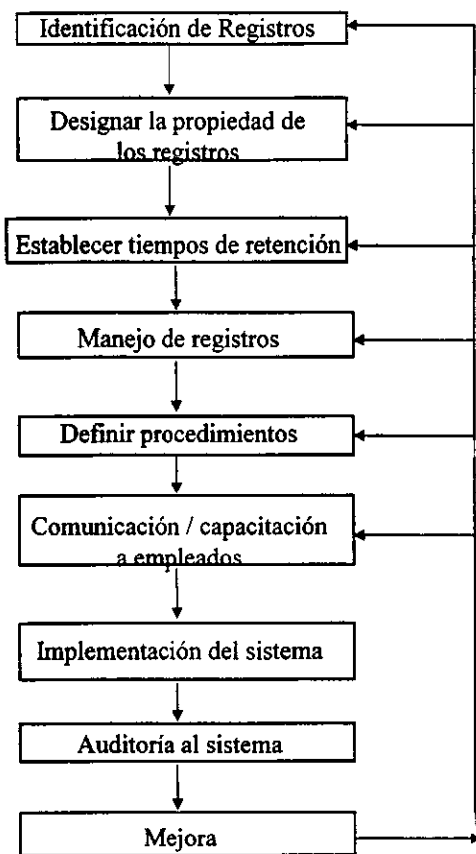 Identificación de Registros
Designar la propiedad de
los registros
Establecer tiempos de retención
Manejo de registros
Definir procedimientos
Comunicación / capacitación
a empleados
Implementación del sistema
Auditoría al sistema
Mejora